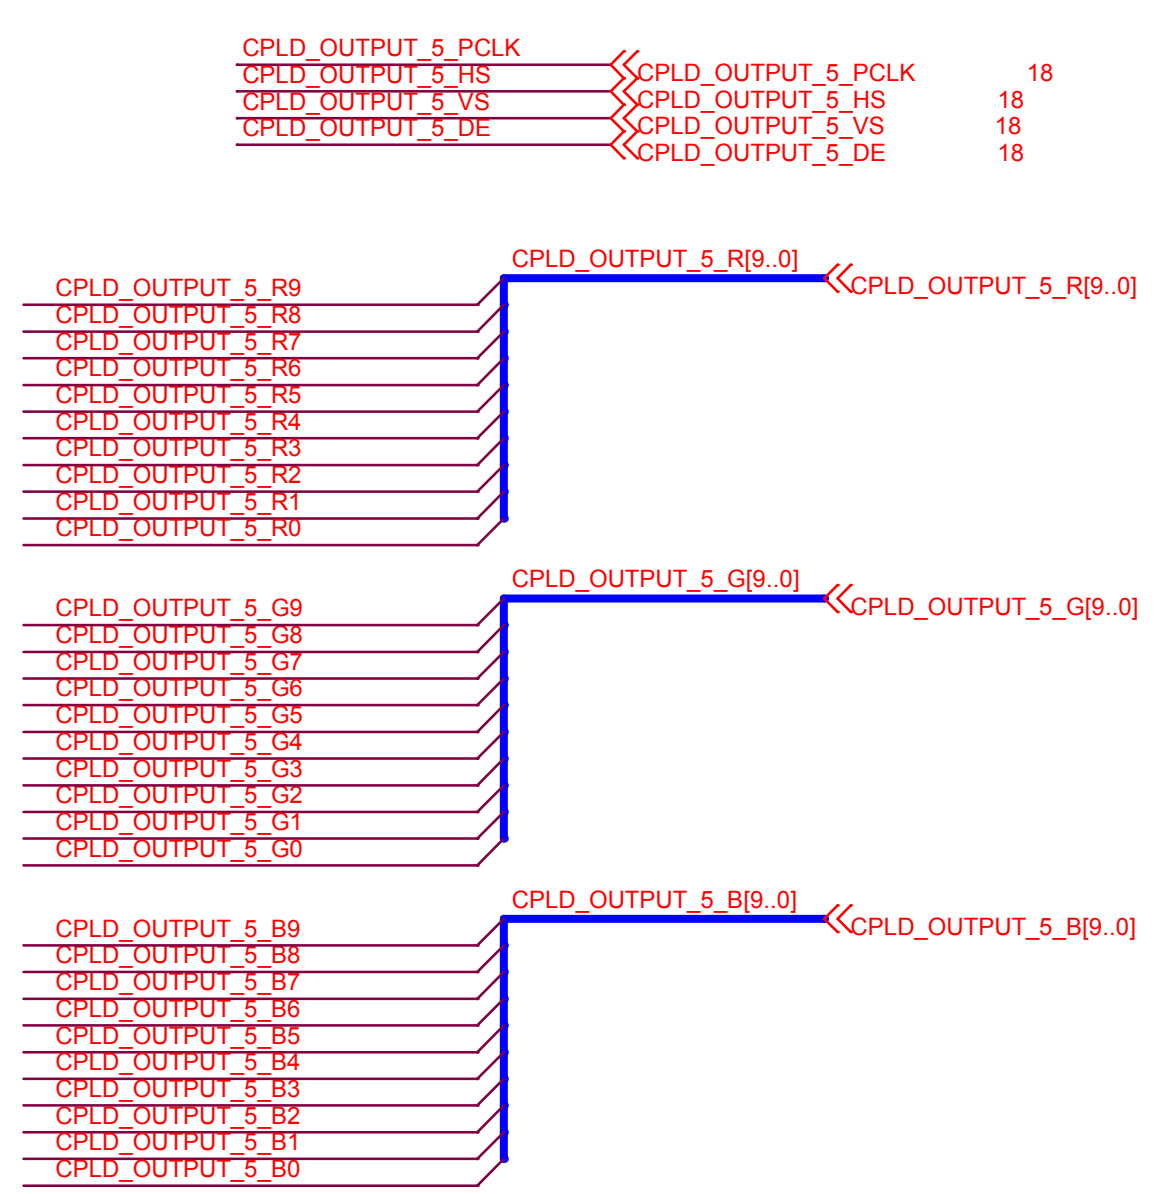 CPLD_OUTPUT_5_PCLK
CPLD_OUTPUT_5_HS
CPLD_OUTPUT_5_VS
CPLD_OUTPUT_5_DE
CPLD_OUTPUT_5_PCLK 18
CPLD_OUTPUT_5_HS 18
CPLD_OUTPUT_5_VS 18
CPLD_OUTPUT_5_DE 18
CPLD_OUTPUT_5_R[9..0]
CPLD_OUTPUT_5_R[9..0]
CPLD_OUTPUT_5_R9
CPLD_OUTPUT_5_R8
CPLD_OUTPUT_5_R7
CPLD_OUTPUT_5_R6
CPLD_OUTPUT_5_R5
CPLD_OUTPUT_5_R4
CPLD_OUTPUT_5_R3
CPLD_OUTPUT_5_R2
CPLD_OUTPUT_5_R1
CPLD_OUTPUT_5_R0
CPLD_OUTPUT_5_G[9..0]
CPLD_OUTPUT_5_G[9..0]
CPLD_OUTPUT_5_G9
CPLD_OUTPUT_5_G8
CPLD_OUTPUT_5_G7
CPLD_OUTPUT_5_G6
CPLD_OUTPUT_5_G5
CPLD_OUTPUT_5_G4
CPLD_OUTPUT_5_G3
CPLD_OUTPUT_5_G2
CPLD_OUTPUT_5_G1
CPLD_OUTPUT_5_G0
CPLD_OUTPUT_5_B[9..0]
CPLD_OUTPUT_5_B[9..0]
CPLD_OUTPUT_5_B9
CPLD_OUTPUT_5_B8
CPLD_OUTPUT_5_B7
CPLD_OUTPUT_5_B6
CPLD_OUTPUT_5_B5
CPLD_OUTPUT_5_B4
CPLD_OUTPUT_5_B3
CPLD_OUTPUT_5_B2
CPLD_OUTPUT_5_B1
CPLD_OUTPUT_5_B0